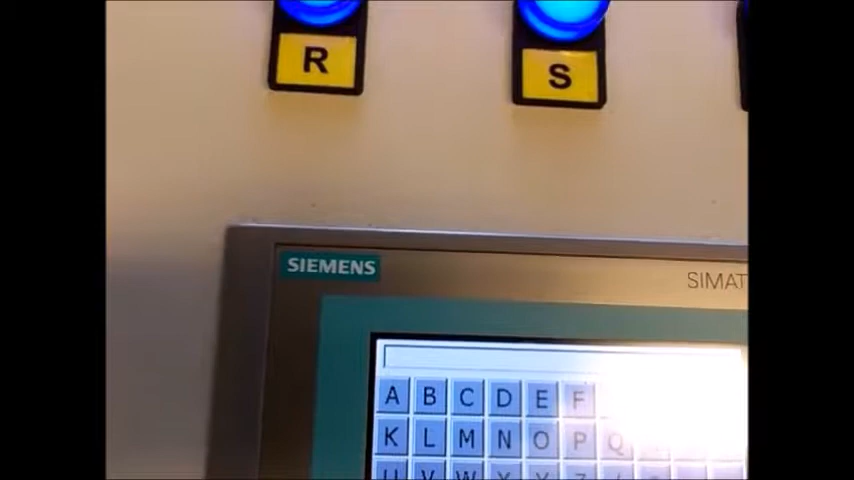 R S
SIEMENS SIMAT
A B C D E F
K L M N O P Q
U V W X Y Z